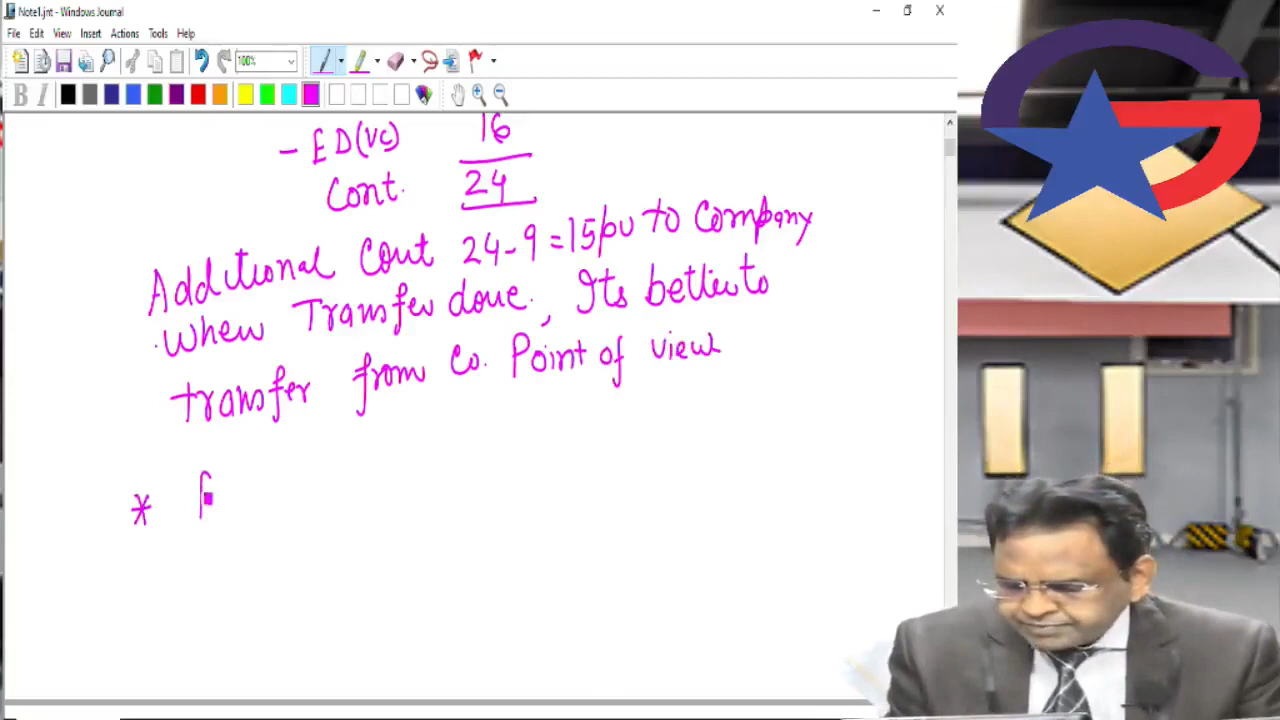 Note1.jnt - Windows Journal
File Edit View Insert Actions Tools Help
100%
B I
- ED(VC) 16
Cont. 24
Additional Cont 24-9=15pu to Company
When Transfer done, Its better to
transfer from Co. Point of view
*